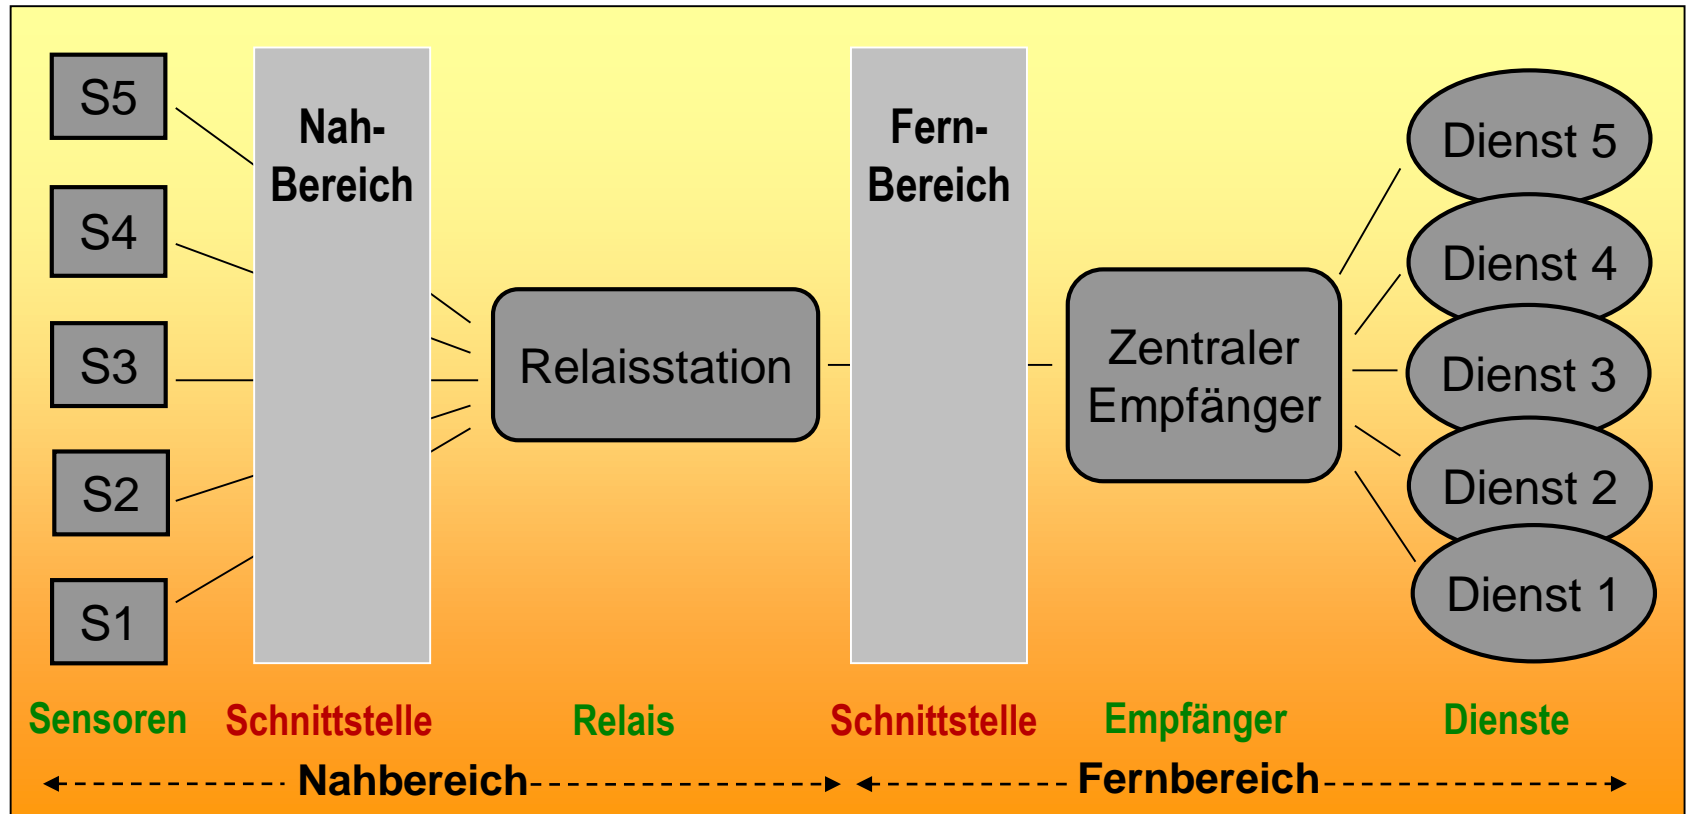 S5
S4
S3
S2
S1
Nah-
Bereich
Relaisstation
Fern-
Bereich
Zentraler
Empfänger
Dienst 5
Dienst 4
Dienst 3
Dienst 2
Dienst 1
Sensoren
Schnittstelle
Relais
Schnittstelle
Empfänger
Dienste
Nahbereich
Fernbereich